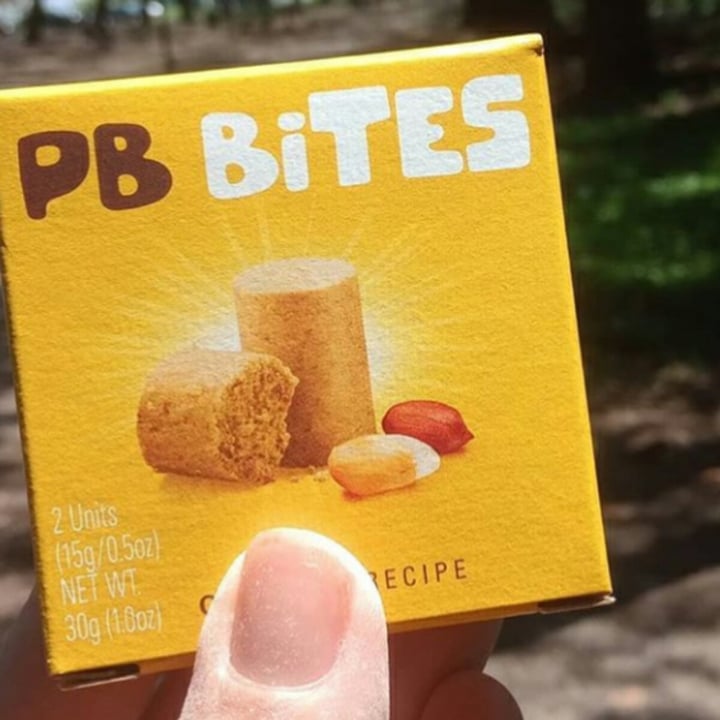 PB BiTES
2 Units
(15g/0.5oz)
NET WT.
30g (1.0oz)
RECIPE